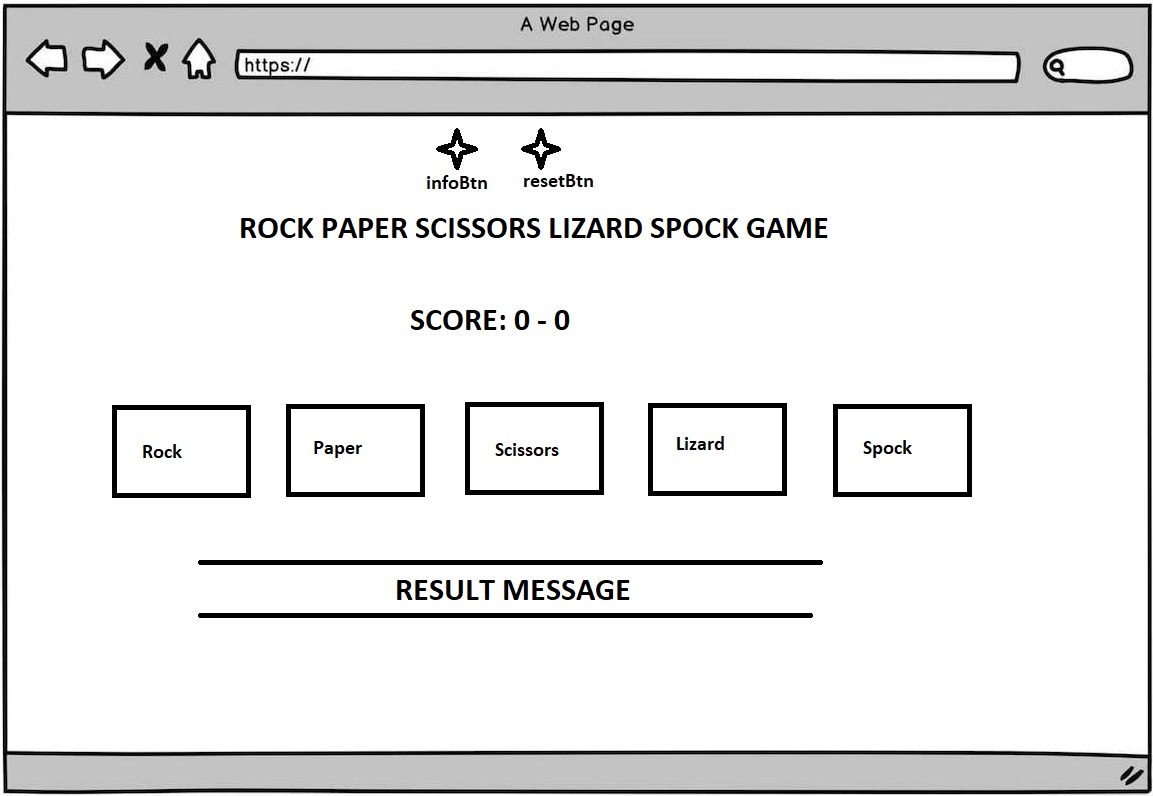 A Web Page
https://
infoBtn resetBtn
ROCK PAPER SCISSORS LIZARD SPOCK GAME
SCORE: 0 - 0
Rock Paper Scissors Lizard Spock
RESULT MESSAGE